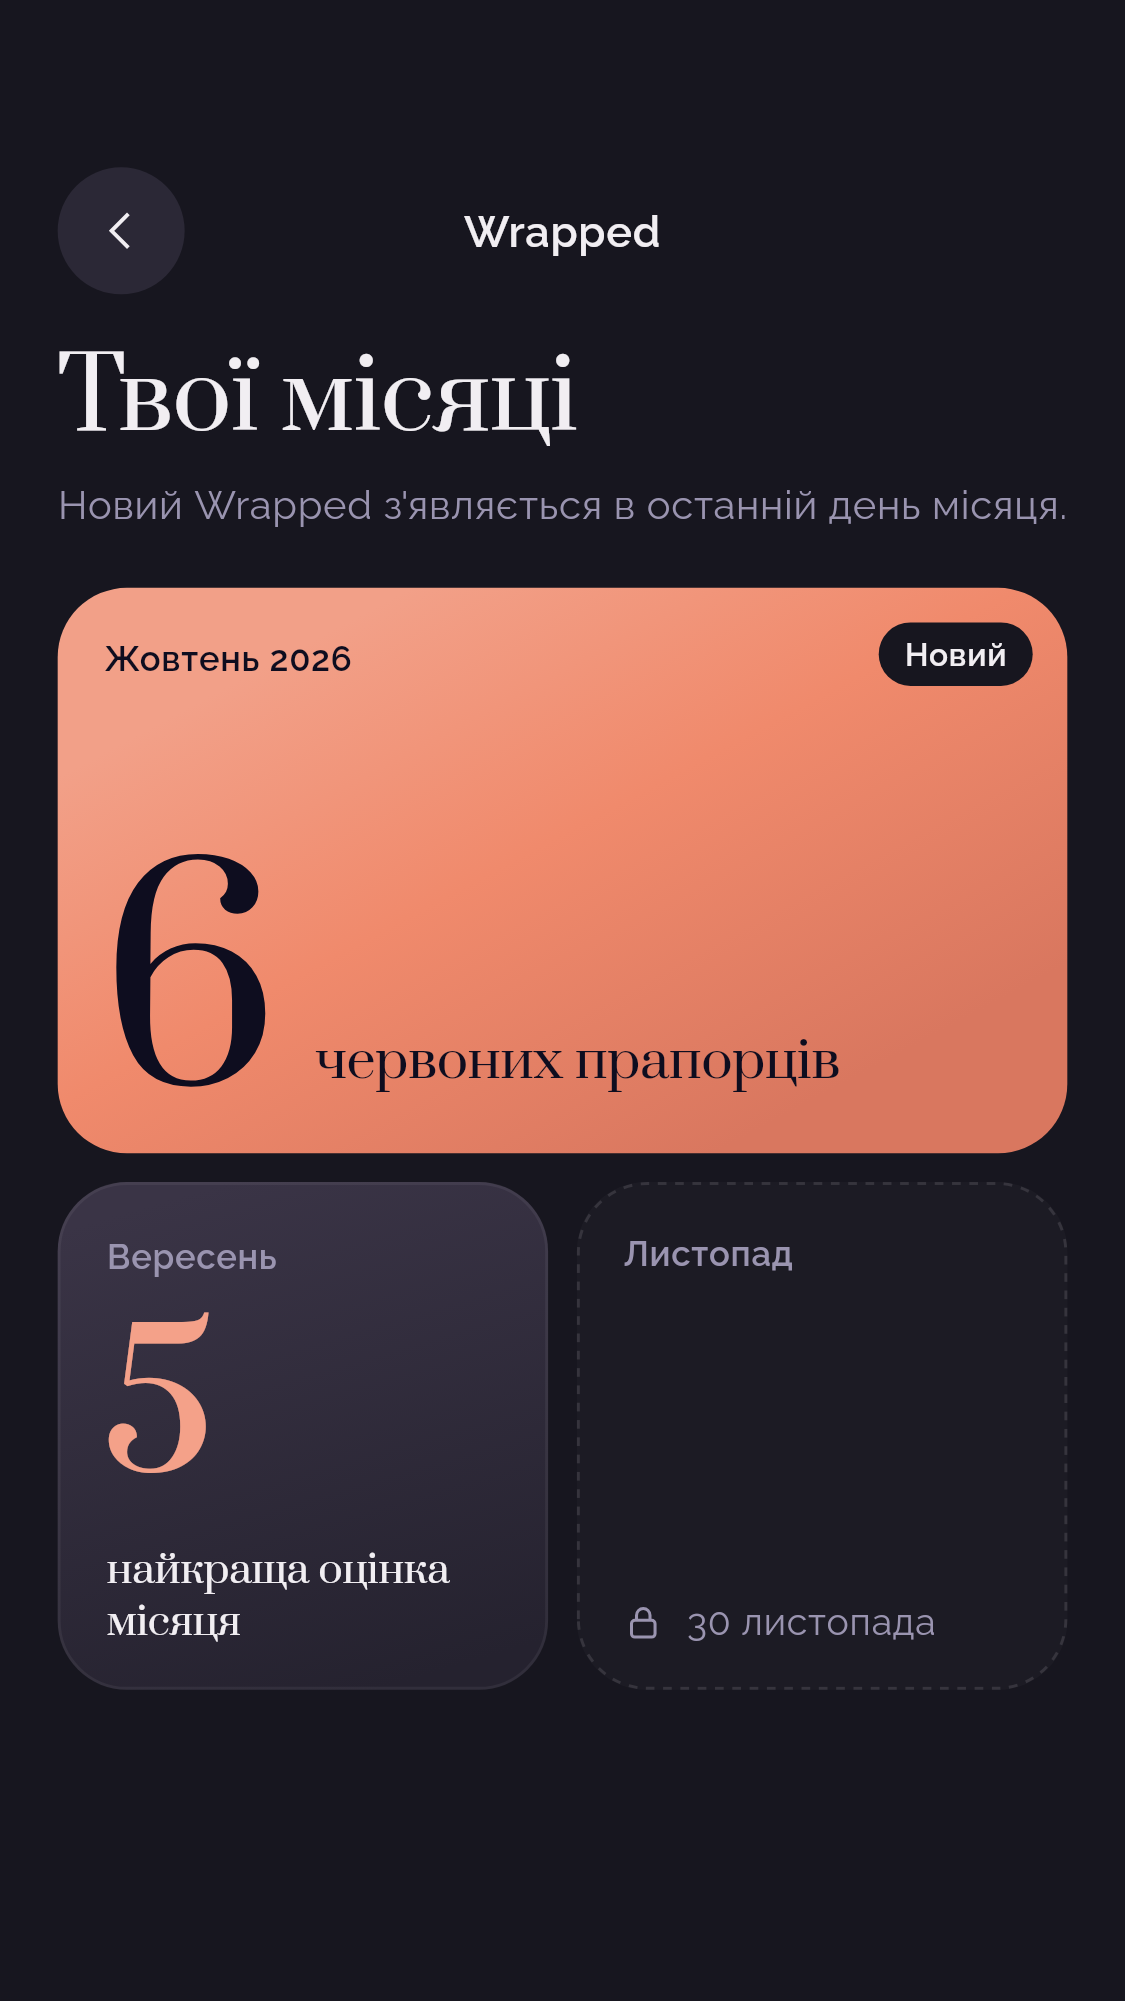 Wrapped
Твої місяці
Новий Wrapped з'являється в останній день місяця.
Жовтень 2026
Новий
6
червоних прапорців
Вересень
5
найкраща оцінка
місяця
Листопад
30 листопада